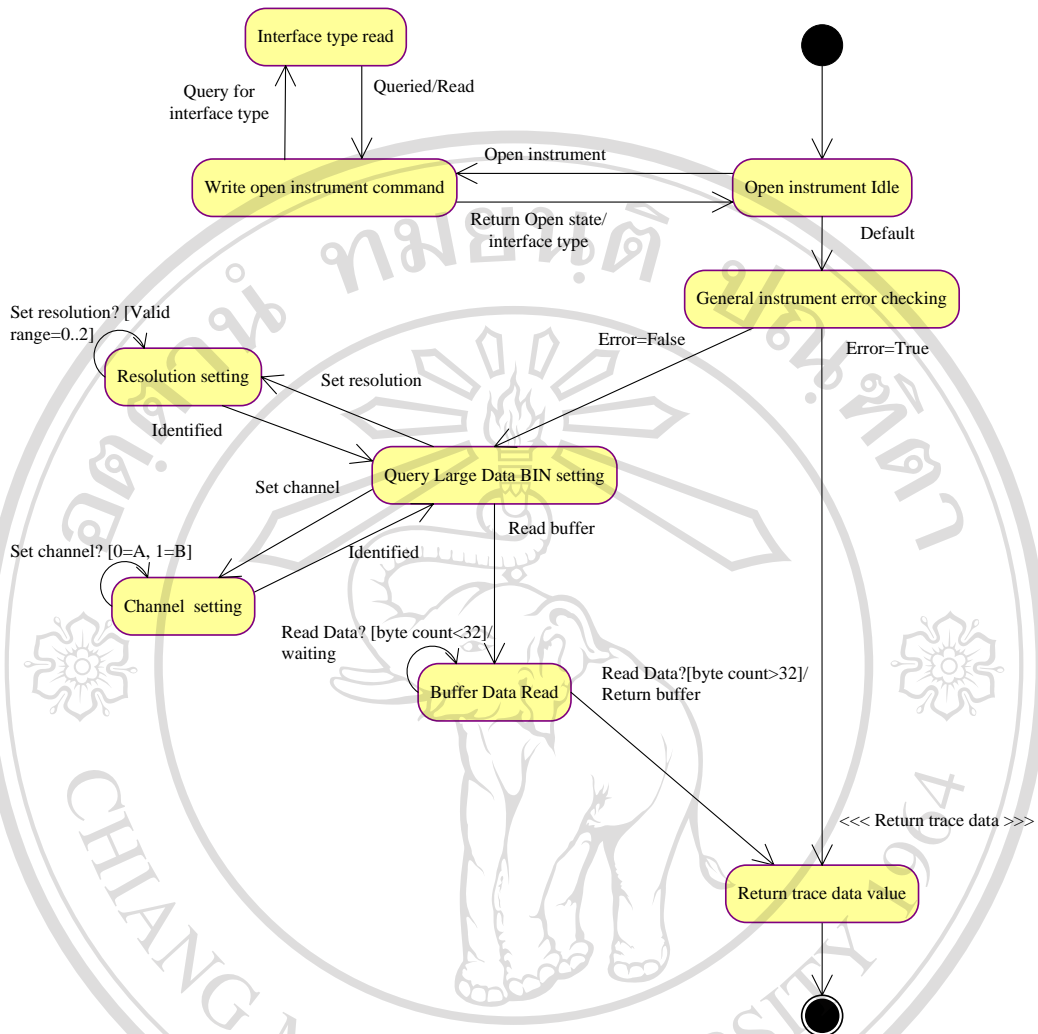 Interface type read
Query for
interface type
Queried/Read
Open instrument
Write open instrument command
Open instrument Idle
Return Open state/
interface type
Default
General instrument error checking
Set resolution? [Valid
range=0..2]
Error=False
Error=True
Resolution setting
Set resolution
Identified
Query Large Data BIN setting
Set channel
Read buffer
Set channel? [0=A, 1=B]
Identified
Channel  setting
Read Data? [byte count<32]/
waiting
Read Data?[byte count>32]/
Return buffer
Buffer Data Read
<<< Return trace data >>>
Return trace data value
CHIANG
1964